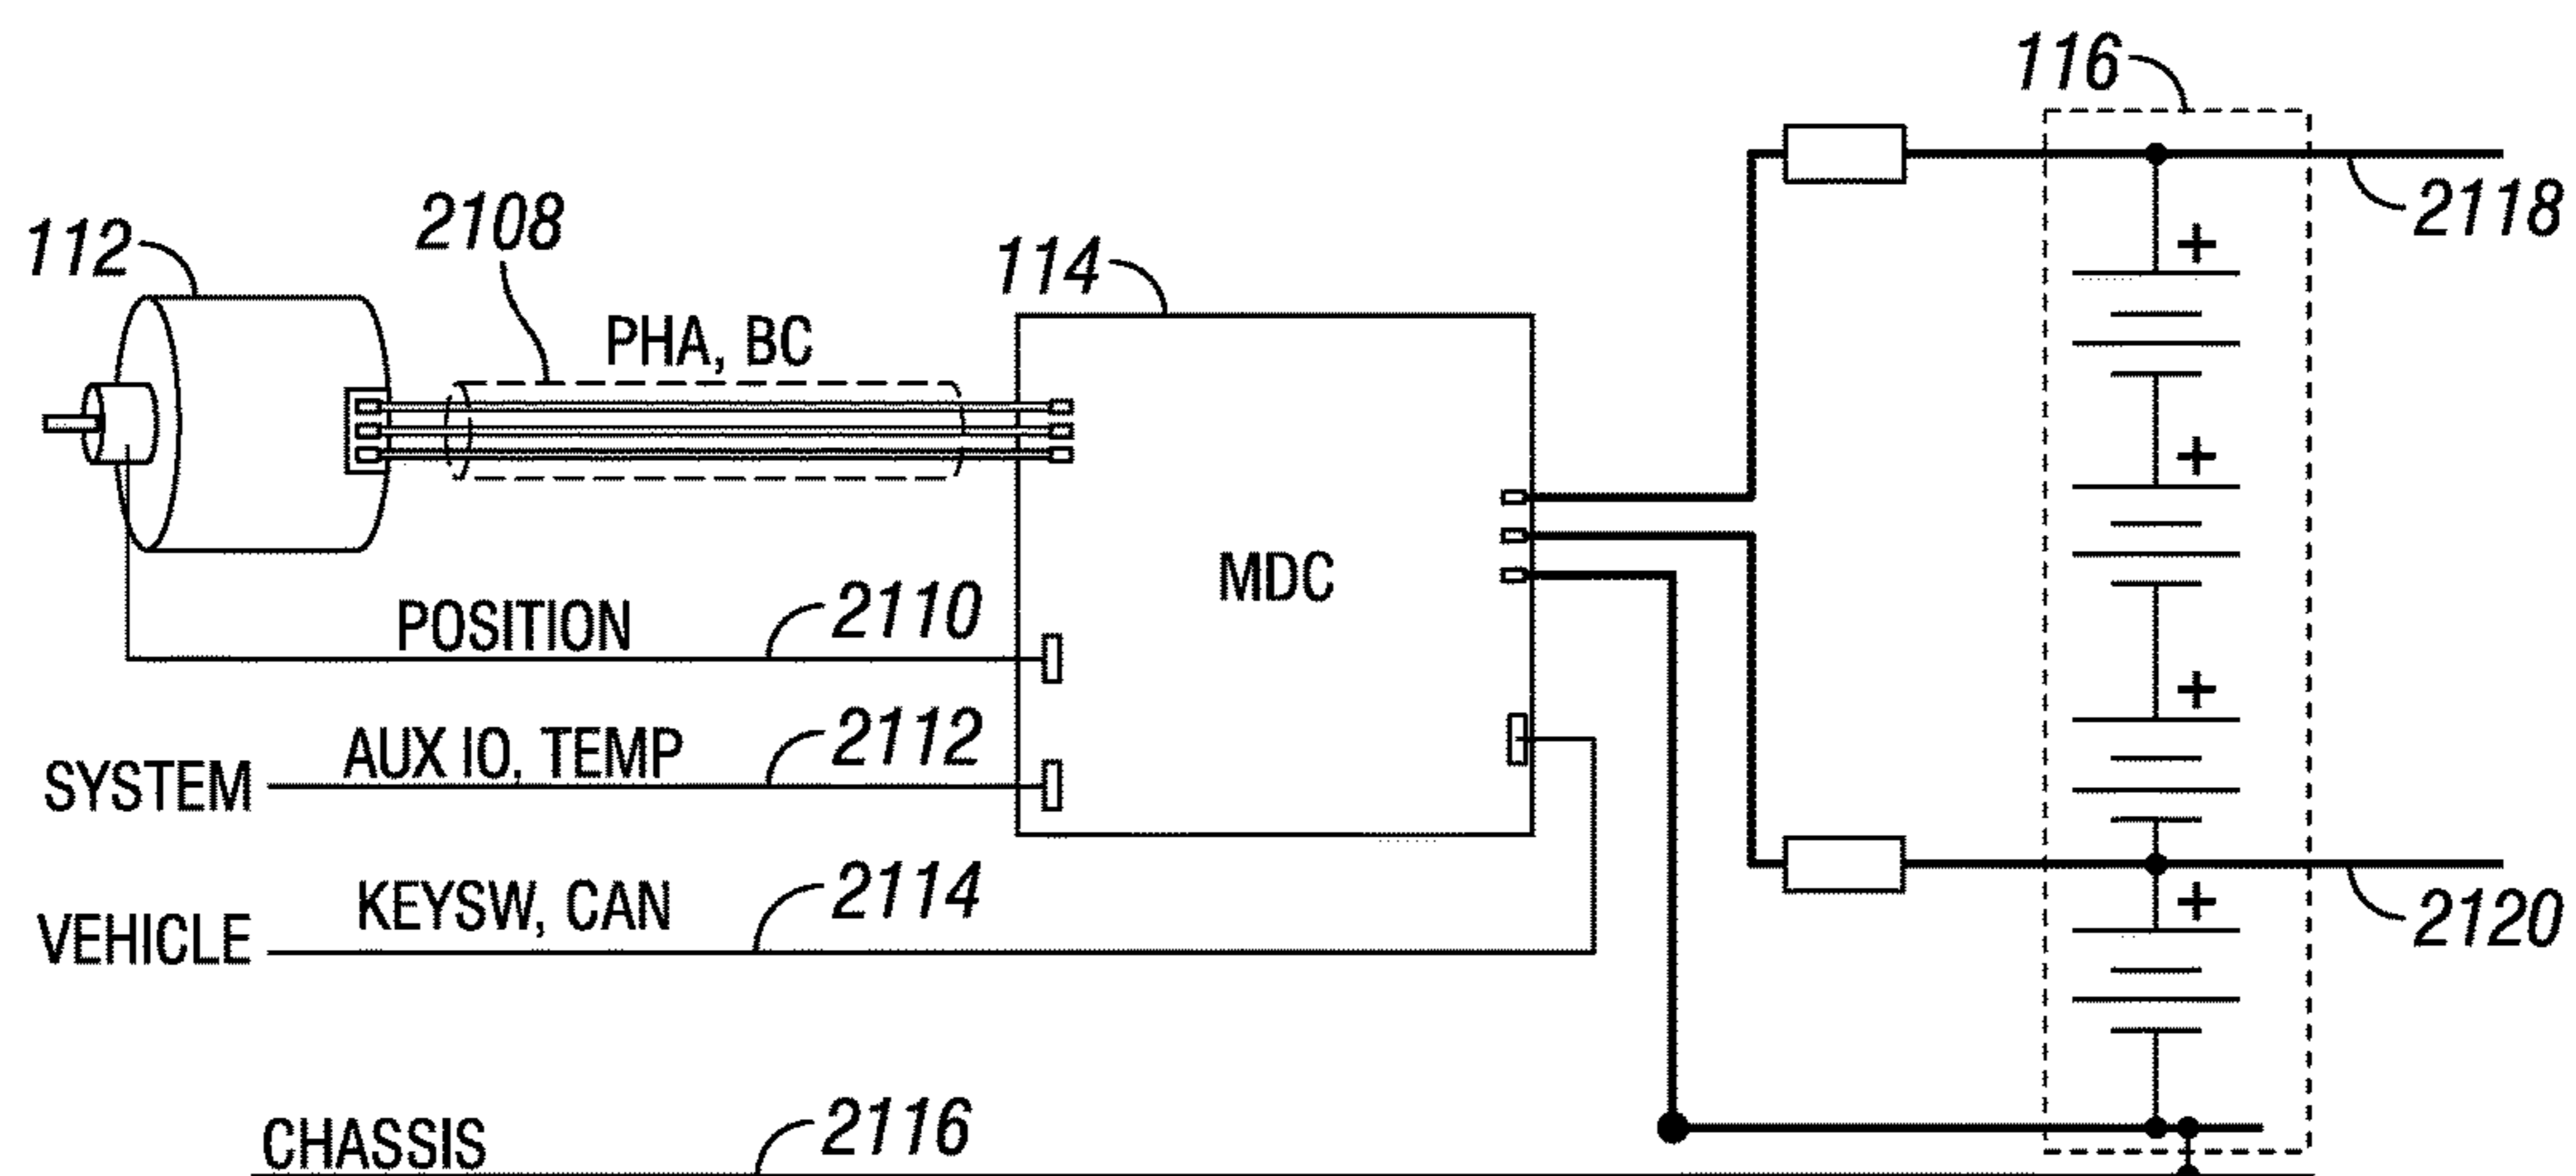 116
2118
2108
112
114
PHA, BC
+
+
MDC
POSITION
2110
+
AUX IO, TEMP
2112
SYSTEM
KEYSW, CAN
2114
+
VEHICLE
2120
CHASSIS
2116